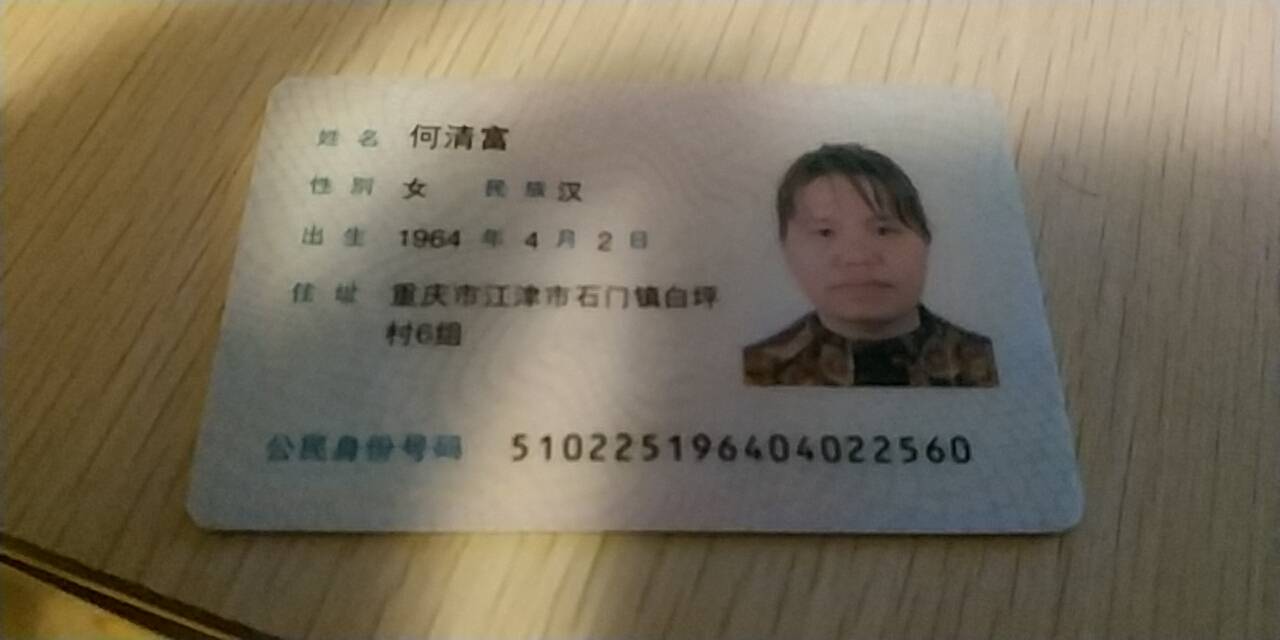 姓名 何清富
性别 女 民族 汉
出生 1964 年 4 月 2 日
住址 重庆市江津市石门镇白坪
村6组
公民身份号码 510225196404022560